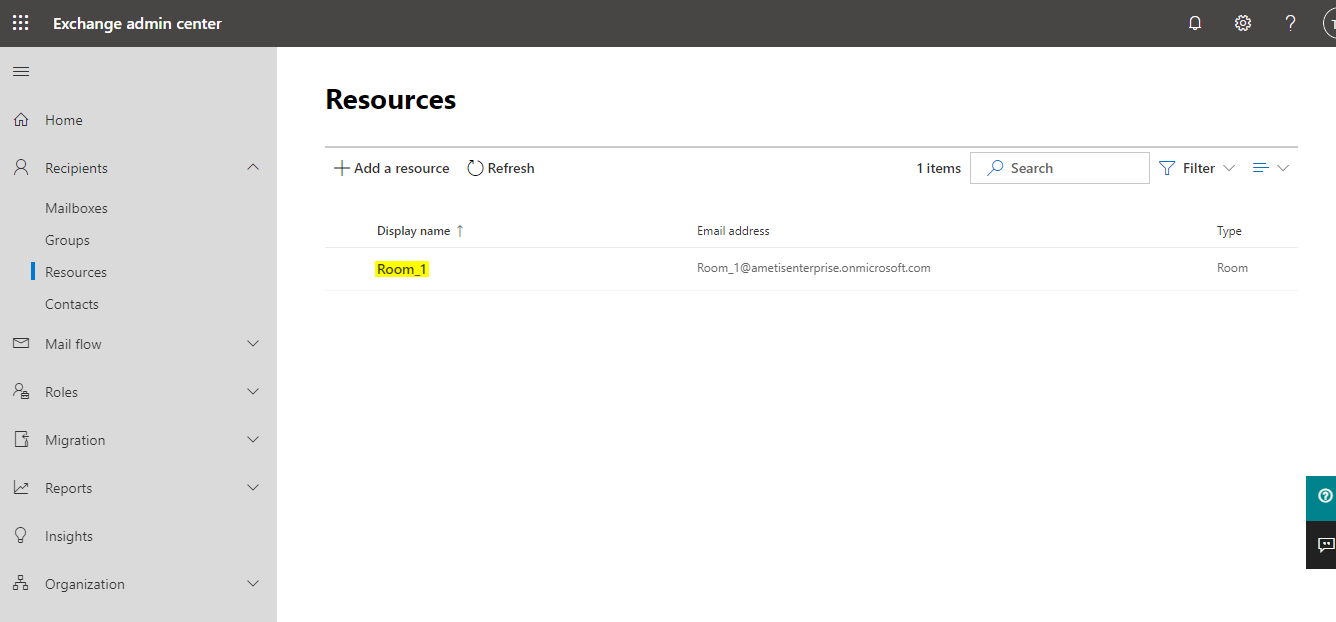 Exchange admin center
Home
Recipients
Mailboxes
Groups
Resources
Contacts
Mail flow
Roles
Migration
Reports
Insights
Organization
Resources
Add a resource Refresh 1 items Search Filter
Display name ↑ Email address Type
Room_1 Room_1@ametisenterprise.onmicrosoft.com Room